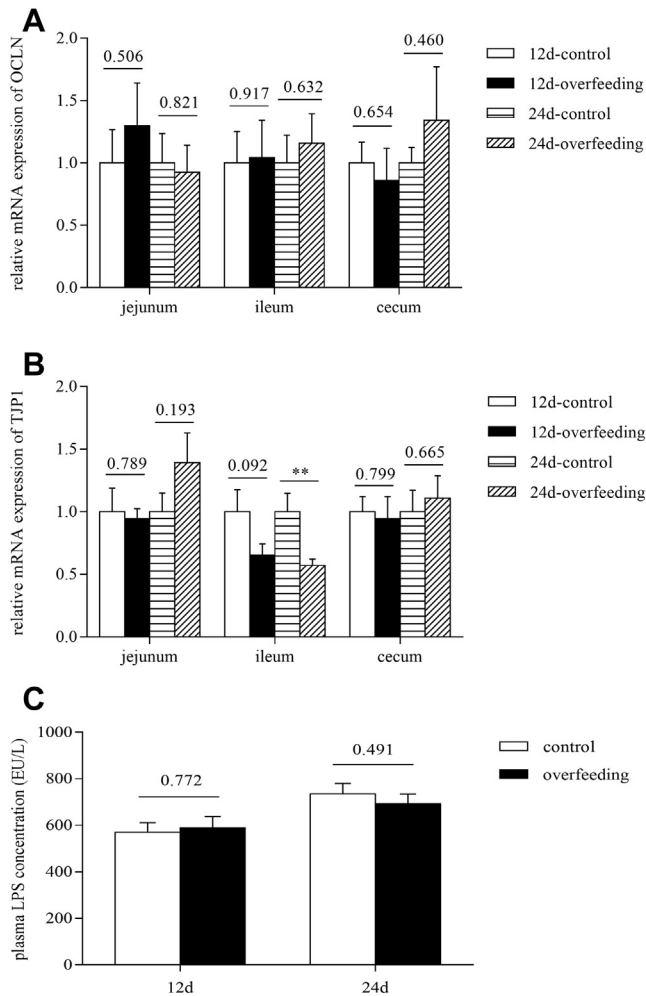 A
relative mRNA expression of OCLN
2.0
1.5
1.0
0.5
0.0
0.506
0.821
0.917
0.632
0.654
0.460
jejunum
ileum
cecum
12d-control
12d-overfeeding
24d-control
24d-overfeeding
B
relative mRNA expression of TJP1
2.0
1.5
1.0
0.5
0.0
0.789
0.193
0.092
**
0.799
0.665
jejunum
ileum
cecum
12d-control
12d-overfeeding
24d-control
24d-overfeeding
C
plasma LPS concentration (EU/L)
1000
800
600
400
200
0
0.772
0.491
12d
24d
control
overfeeding